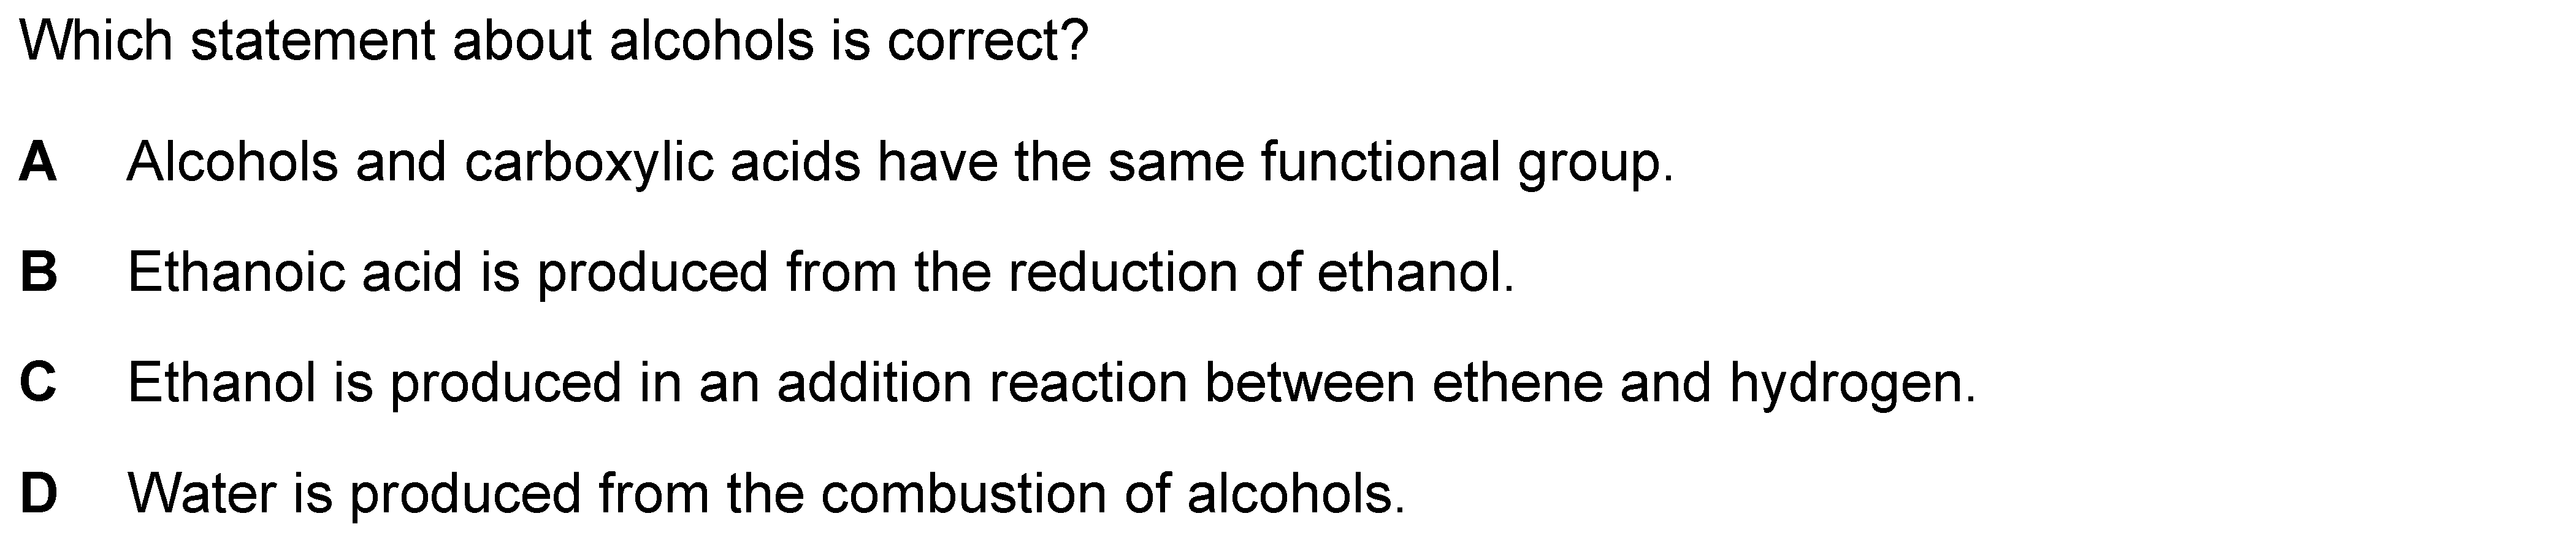 Which statement about alcohols is correct?
A Alcohols and carboxylic acids have the same functional group.
B Ethanoic acid is produced from the reduction of ethanol.
C Ethanol is produced in an addition reaction between ethene and hydrogen.
D Water is produced from the combustion of alcohols.